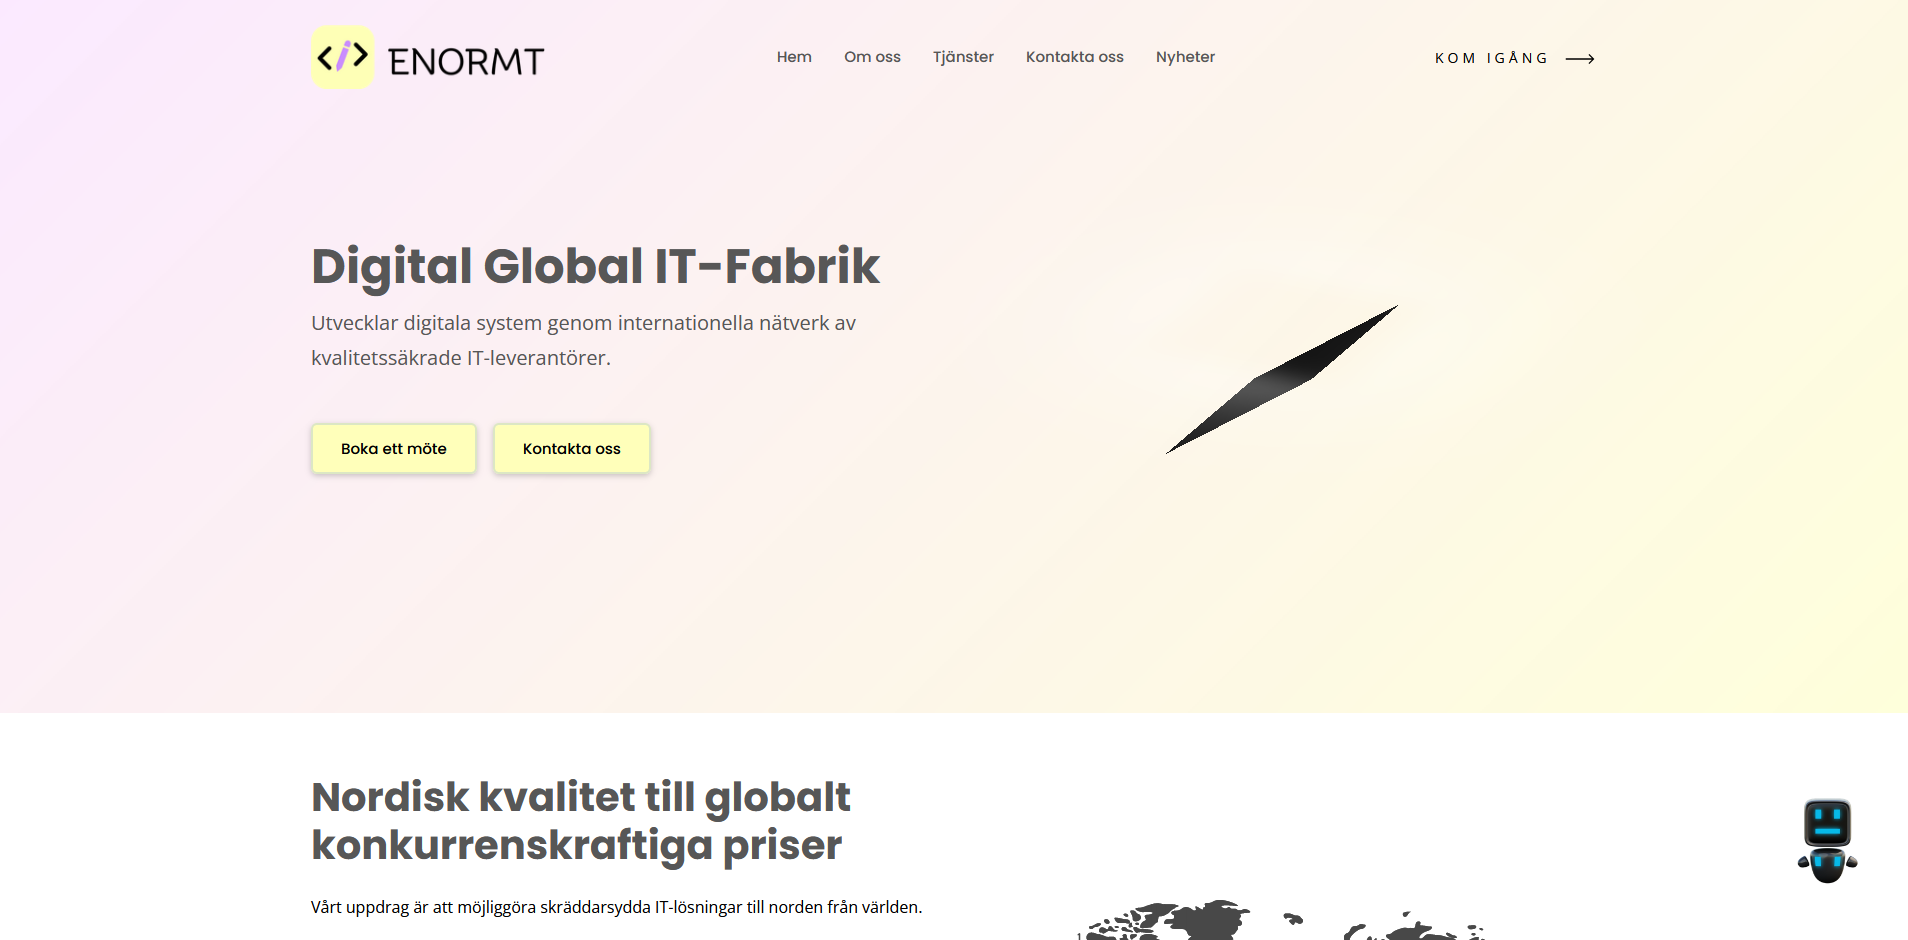 </> ENORMT
Hem Om oss Tjänster Kontakta oss Nyheter
KOM IGÅNG
Digital Global IT-Fabrik
Utvecklar digitala system genom internationella nätverk av
kvalitetssäkrade IT-leverantörer.
Boka ett möte Kontakta oss
Nordisk kvalitet till globalt
konkurrenskraftiga priser
Vårt uppdrag är att möjliggöra skräddarsydda IT-lösningar till norden från världen.